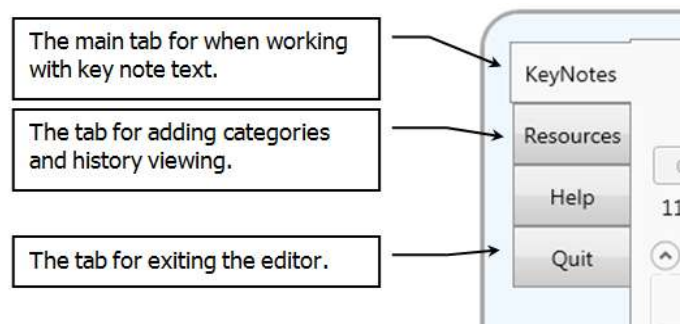 The main tab for when working
with key note text.
KeyNotes
The tab for adding categories
and history viewing.
Resources
Help
11
The tab for exiting the editor.
Quit